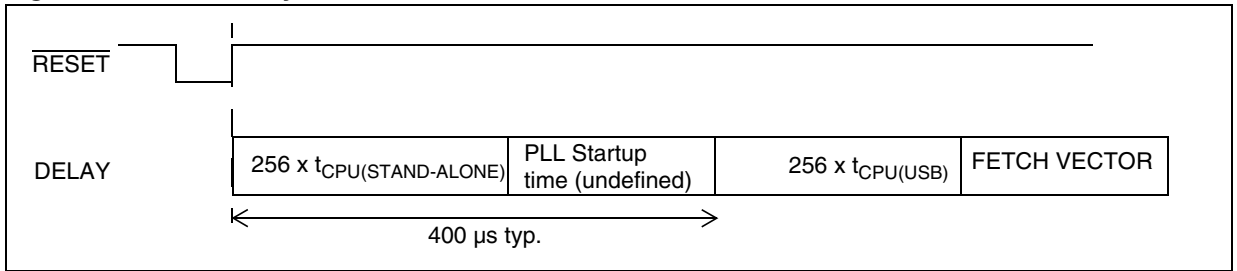 RESET
DELAY
256 x tCPU(STAND-ALONE)
PLL Startup
time (undefined)
256 x tCPU(USB)
FETCH VECTOR
400 µs typ.